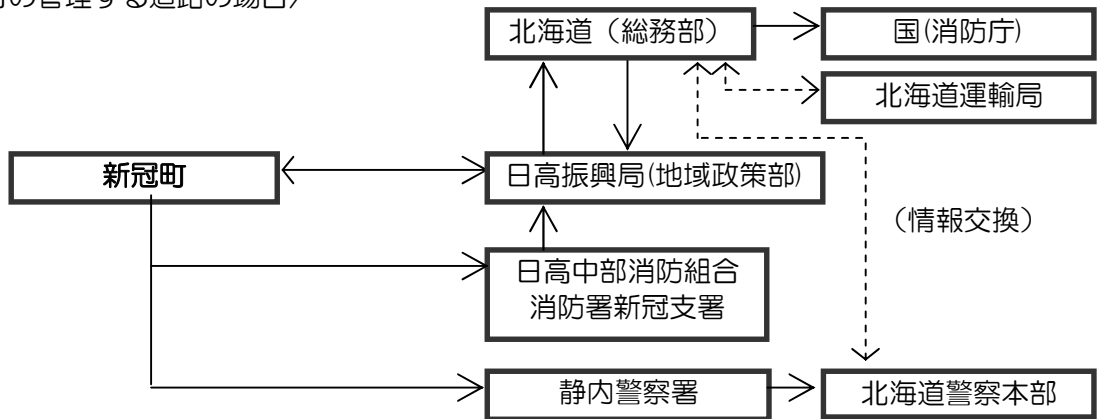 の管理する道路の場合〉
北海道（総務部）
国(消防庁)
北海道運輸局
新冠町
日高振興局(地域政策部)
（情報交換）
日高中部消防組合
消防署新冠支署
静内警察署
北海道警察本部